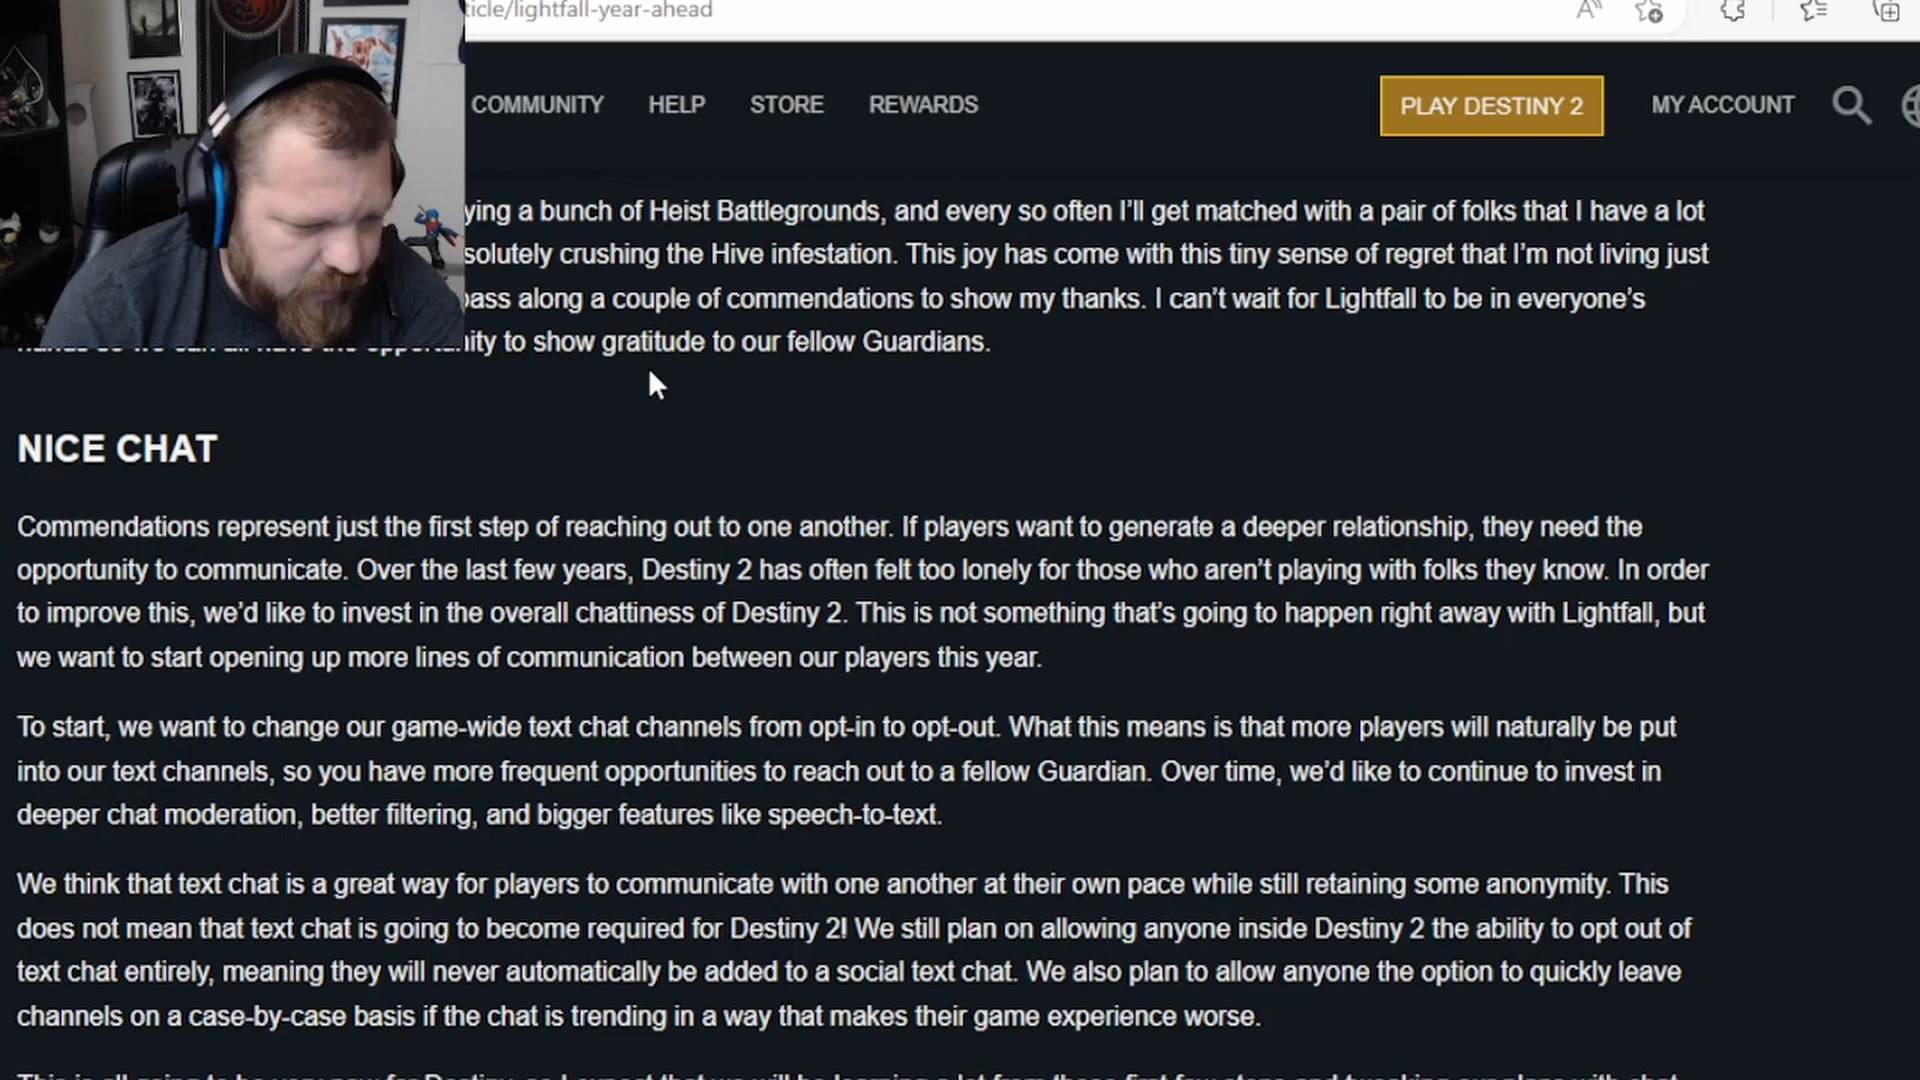 ticle/lightfall-year-ahead
COMMUNITY HELP STORE REWARDS PLAY DESTINY 2 MY ACCOUNT
ying a bunch of Heist Battlegrounds, and every so often I’ll get matched with a pair of folks that I have a lot
solutely crushing the Hive infestation. This joy has come with this tiny sense of regret that I’m not living just
pass along a couple of commendations to show my thanks. I can’t wait for Lightfall to be in everyone’s
nity to show gratitude to our fellow Guardians.
NICE CHAT
Commendations represent just the first step of reaching out to one another. If players want to generate a deeper relationship, they need the
opportunity to communicate. Over the last few years, Destiny 2 has often felt too lonely for those who aren’t playing with folks they know. In order
to improve this, we’d like to invest in the overall chattiness of Destiny 2. This is not something that’s going to happen right away with Lightfall, but
we want to start opening up more lines of communication between our players this year.
To start, we want to change our game-wide text chat channels from opt-in to opt-out. What this means is that more players will naturally be put
into our text channels, so you have more frequent opportunities to reach out to a fellow Guardian. Over time, we’d like to continue to invest in
deeper chat moderation, better filtering, and bigger features like speech-to-text.
We think that text chat is a great way for players to communicate with one another at their own pace while still retaining some anonymity. This
does not mean that text chat is going to become required for Destiny 2! We still plan on allowing anyone inside Destiny 2 the ability to opt out of
text chat entirely, meaning they will never automatically be added to a social text chat. We also plan to allow anyone the option to quickly leave
channels on a case-by-case basis if the chat is trending in a way that makes their game experience worse.